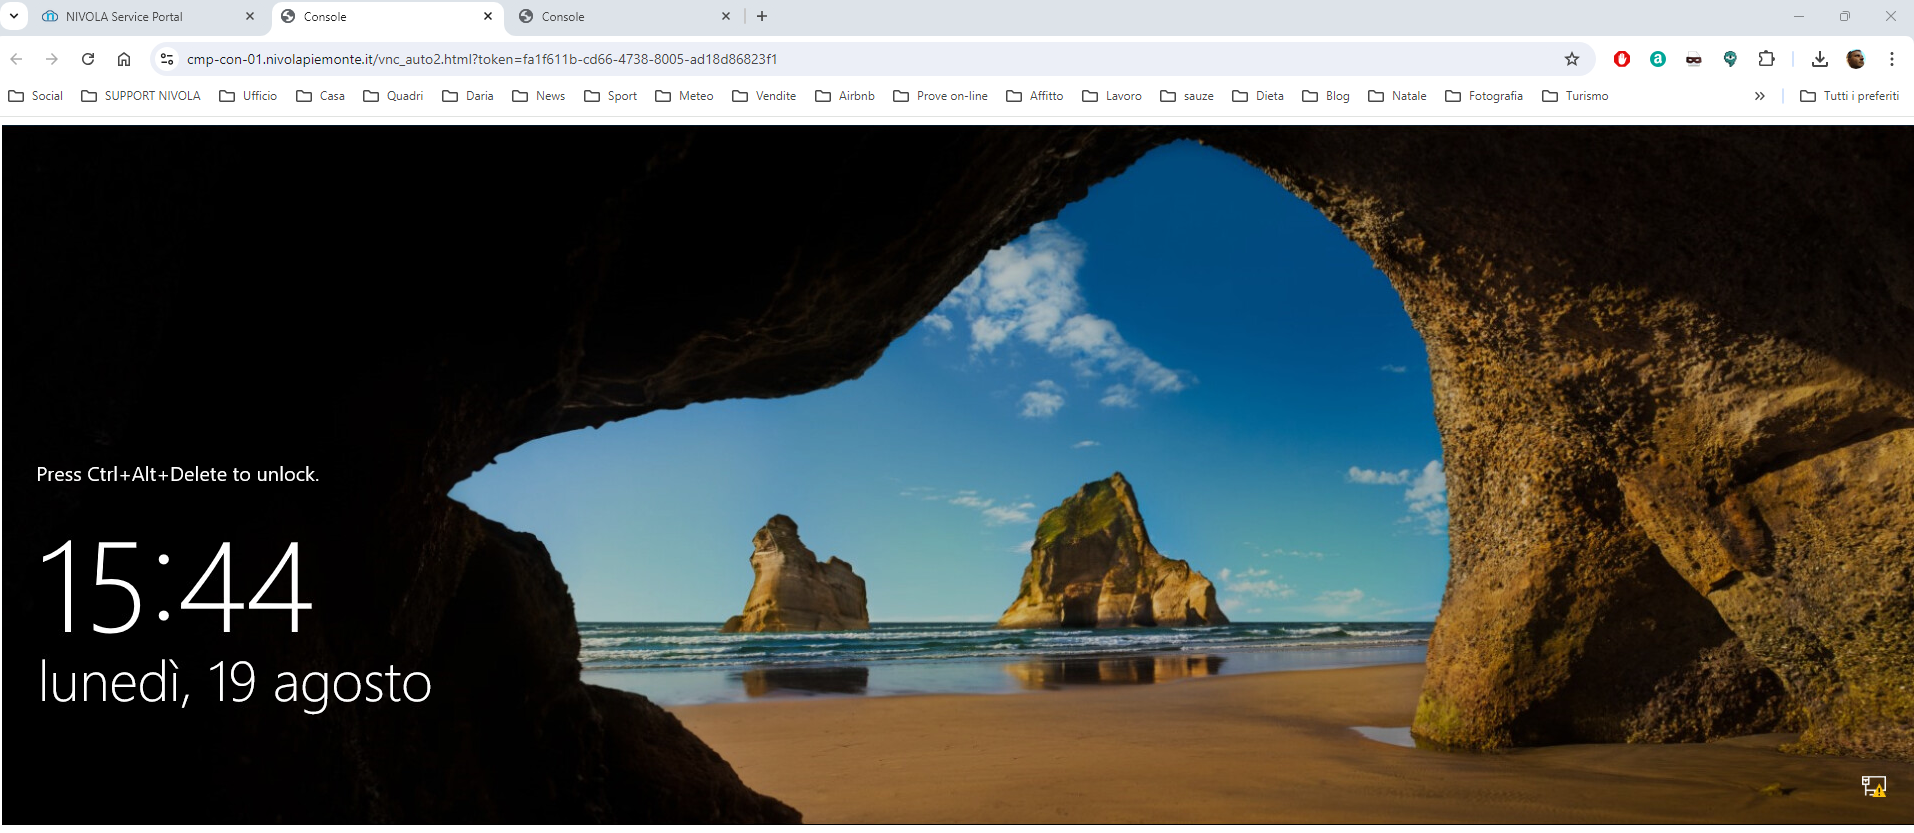 NIVOLA Service Portal
Console
Console
cmp-con-01.nivolapiemonte.it/vnc_auto2.html?token=fa1f611b-cd66-4738-8005-ad18d86823f1
Social SUPPORT NIVOLA Ufficio Casa Quadri Daria News Sport Meteo Vendite Airbnb Prove on-line Affitto Lavoro sauze Dieta Blog Natale Fotografia Turismo » Tutti i preferiti
Press Ctrl+Alt+Delete to unlock.
15:44
lunedì, 19 agosto